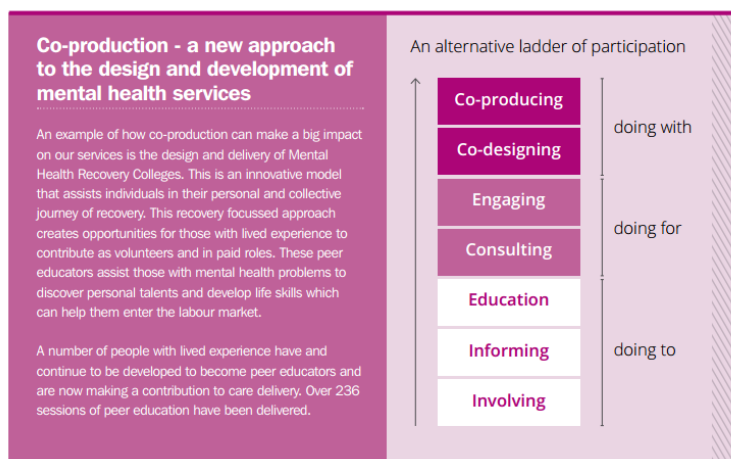 Co-production - a new approach
to the design and development of
mental health services
An example of how co-production can make a big impact
on our services is the design and delivery of Mental
Health Recovery Colleges. This is an innovative model
that assists individuals in their personal and collective
journey of recovery. This recovery focussed approach
creates opportunities for those with lived experience to
contribute as volunteers and in paid roles. These peer
educators assist those with mental health problems to
discover personal talents and develop life skills which
can help them enter the labour market.
A number of people with lived experience have and
continue to be developed to become peer educators and
are now making a contribution to care delivery. Over 236
sessions of peer education have been delivered.
An alternative ladder of participation
Co-producing
Co-designing
doing with
Engaging
Consulting
doing for
Education
Informing
Involving
doing to